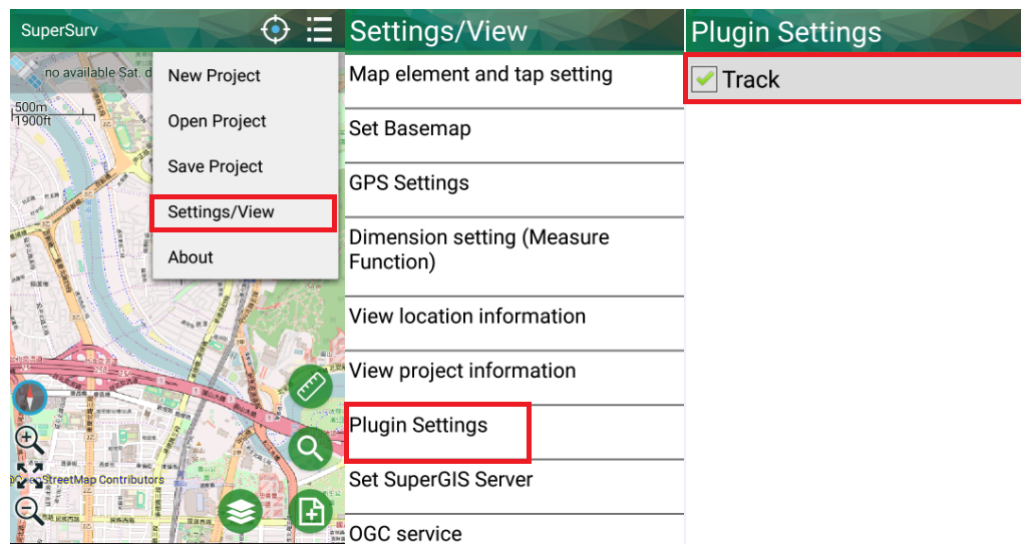 SuperSurv
no available Sat. d
500m
1900ft
New Project
Open Project
Save Project
Settings/View
About
StreetMap Contributors
Settings/View
Map element and tap setting
Set Basemap
GPS Settings
Dimension setting (Measure
Function)
View location information
View project information
Plugin Settings
Set SuperGIS Server
OGC service
Plugin Settings
Track